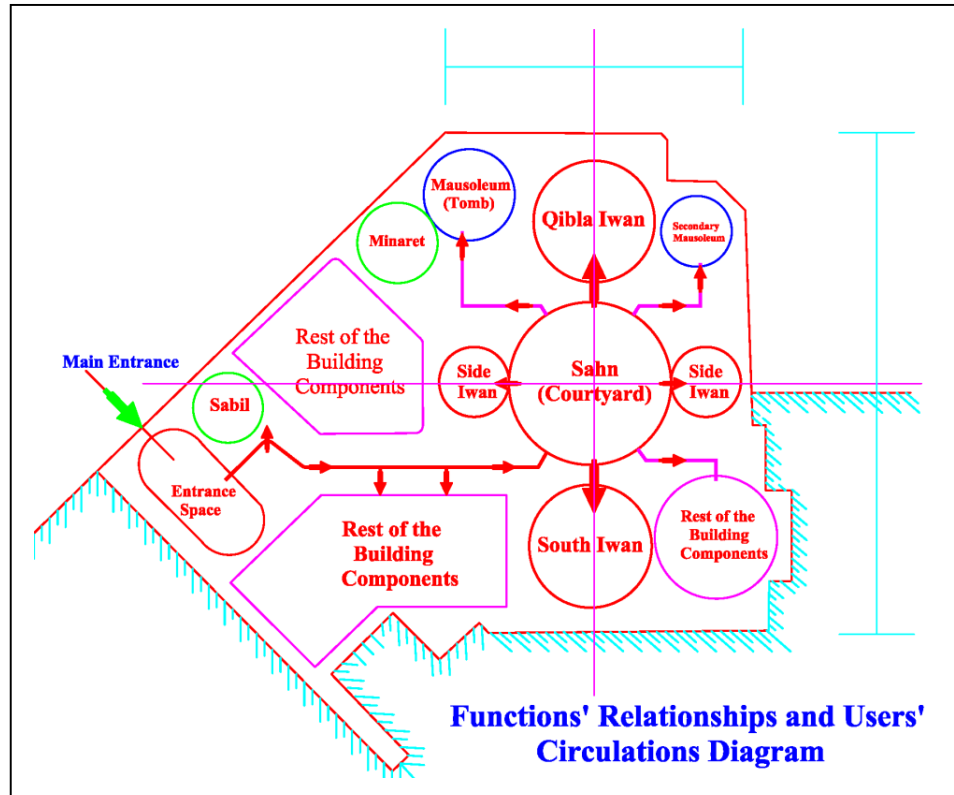 Mausoleum
(Tomb)
Qibla Iwan
Secondary
Mausoleum
Minaret
Rest of the
Building
Components
Main Entrance
Side
Iwan
Sahn
(Courtyard)
Side
Iwan
Sabil
Entrance
Space
Rest of the
Building
Components
South Iwan
Rest of the
Building
Components
Functions' Relationships and Users'
Circulations Diagram